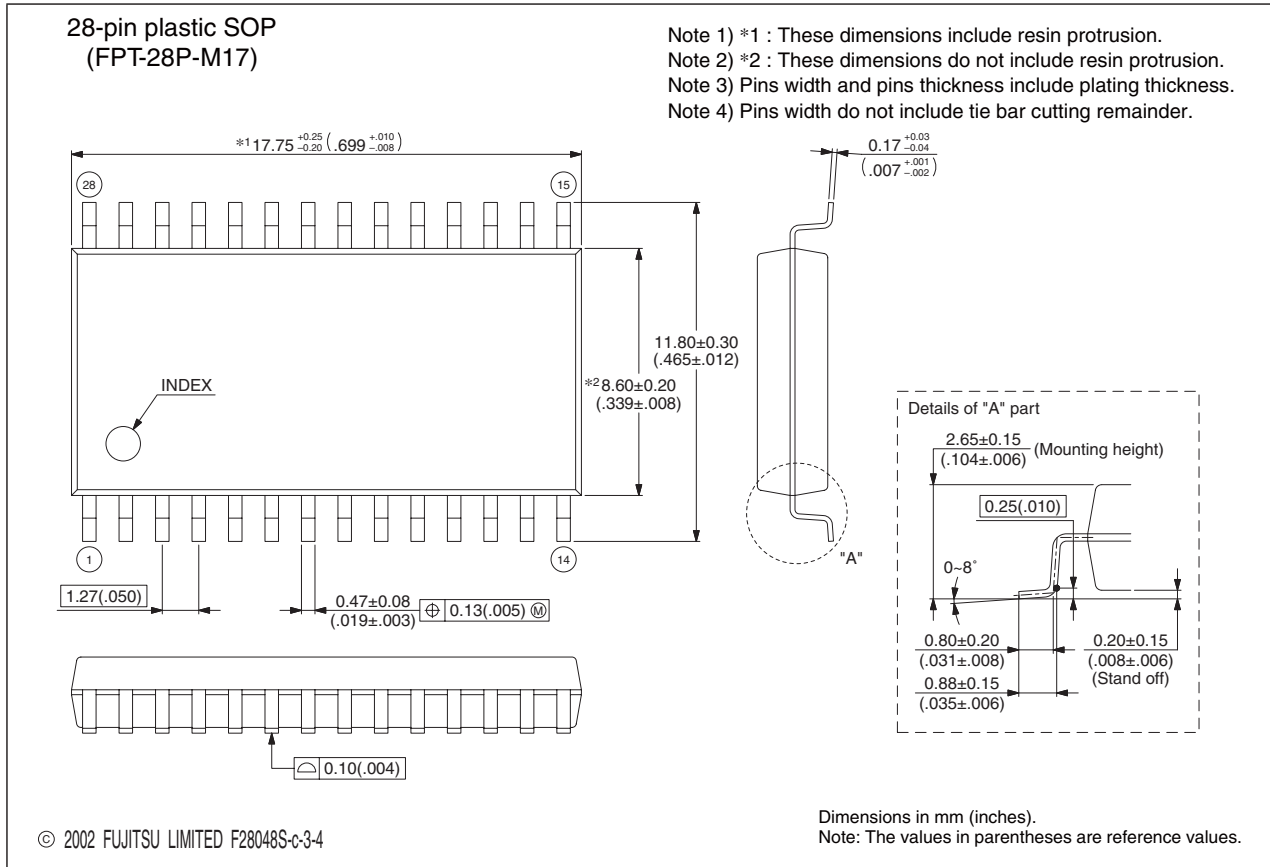 28-pin plastic SOP
(FPT-28P-M17)
Note 1) *1 : These dimensions include resin protrusion.
Note 2) *2 : These dimensions do not include resin protrusion.
Note 3) Pins width and pins thickness include plating thickness.
Note 4) Pins width do not include tie bar cutting remainder.
*1 17.75 +0.25 -0.20 (.699 +.010 -.008)
0.17 +0.03 -0.04
(.007 +.001 -.002)
28
15
11.80±0.30
(.465±.012)
*2 8.60±0.20
(.339±.008)
INDEX
1
14
"A"
1.27(.050)
0.47±0.08
(.019±.003)
⌖ 0.13(.005) Ⓜ
Details of "A" part
2.65±0.15
(.104±.006)
(Mounting height)
0.25(.010)
0~8°
0.80±0.20
(.031±.008)
0.88±0.15
(.035±.006)
0.20±0.15
(.008±.006)
(Stand off)
⌓ 0.10(.004)
© 2002 FUJITSU LIMITED F28048S-c-3-4
Dimensions in mm (inches).
Note: The values in parentheses are reference values.